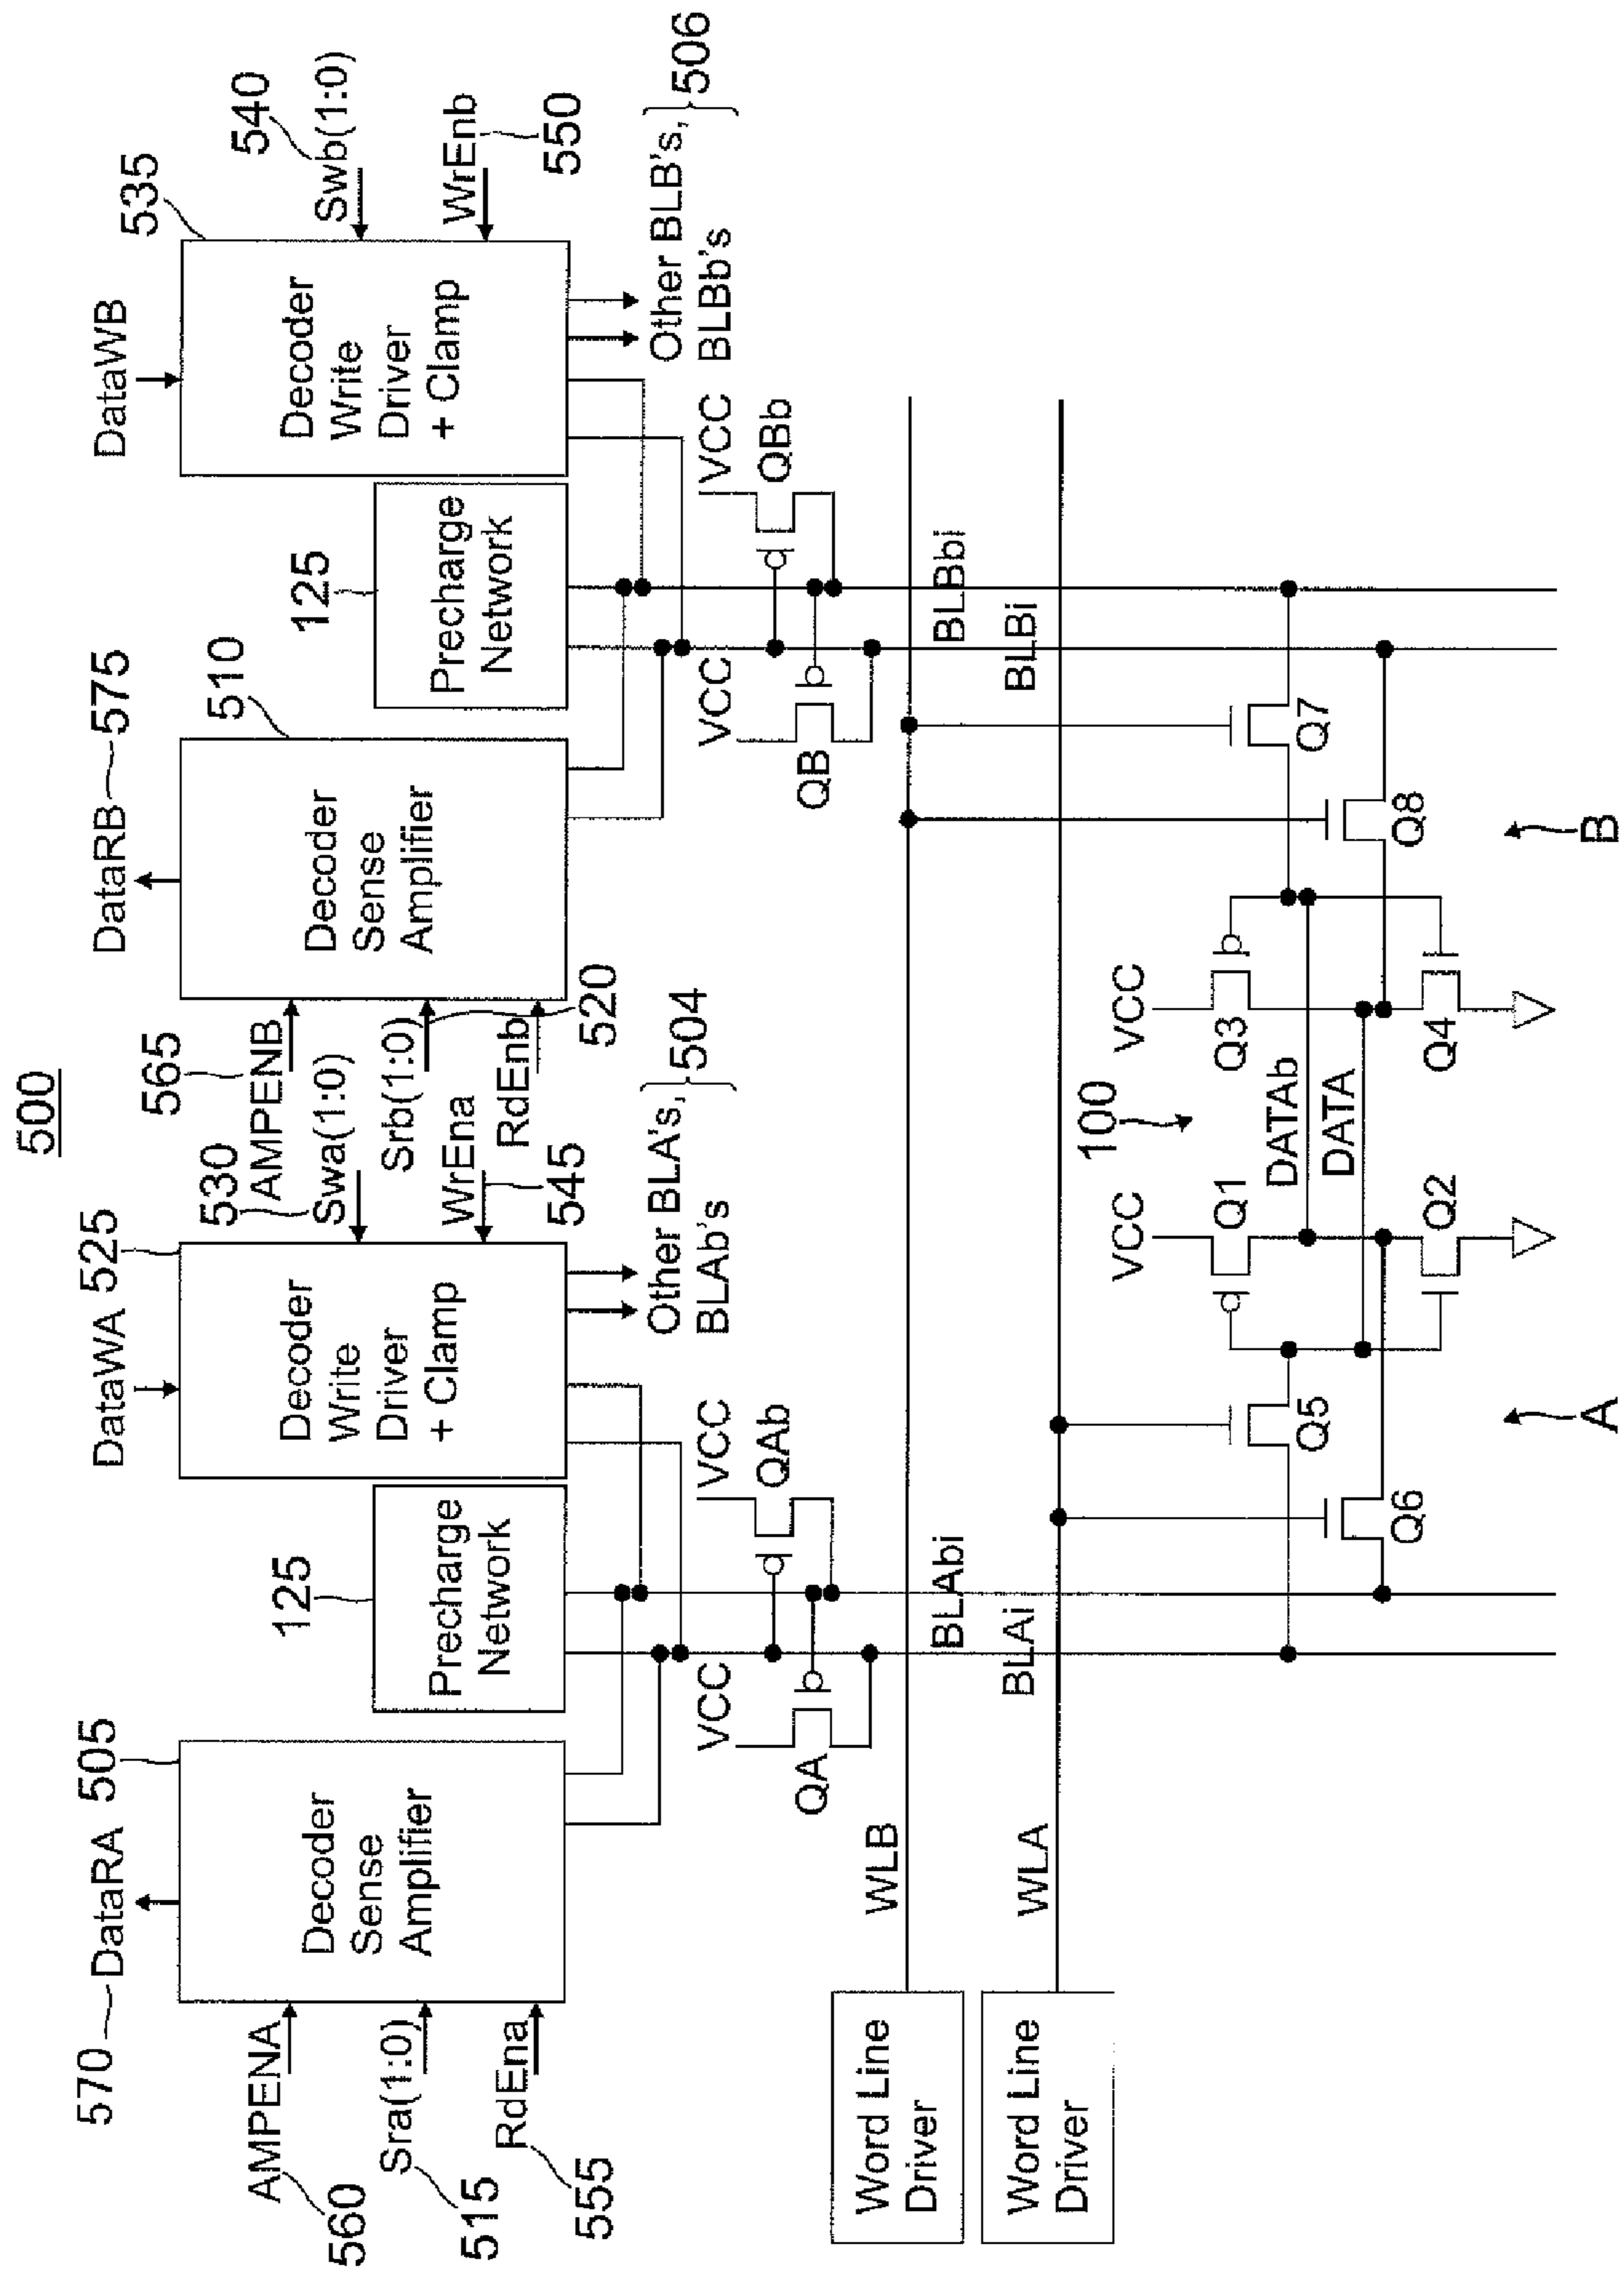 500
570
DataRA
505
DataWA
525
DataRB
575
DataWB
510
535
530
565
540
AMPENA
560
Sra(1:0)
515
RdEna
555
Decoder
Sense
Amplifier
125
Precharge
Network
Decoder
Write
Driver
+ Clamp
Swa(1:0)
WrEna
545
AMPENB
Srb(1:0)
520
RdEnb
Decoder
Sense
Amplifier
125
Precharge
Network
Decoder
Write
Driver
+ Clamp
Swb(1:0)
WrEnb
550
Other BLA's,
BLAb's
504
Other BLB's,
BLBb's
506
VCC
QA
VCC
QAb
VCC
QB
VCC
QBb
Word Line
Driver
WLB
BLAbi
BLBbi
Word Line
Driver
WLA
BLAi
BLBi
100
VCC
VCC
Q1
DATAb
Q3
Q5
DATA
Q7
Q6
Q2
Q4
Q8
A
B